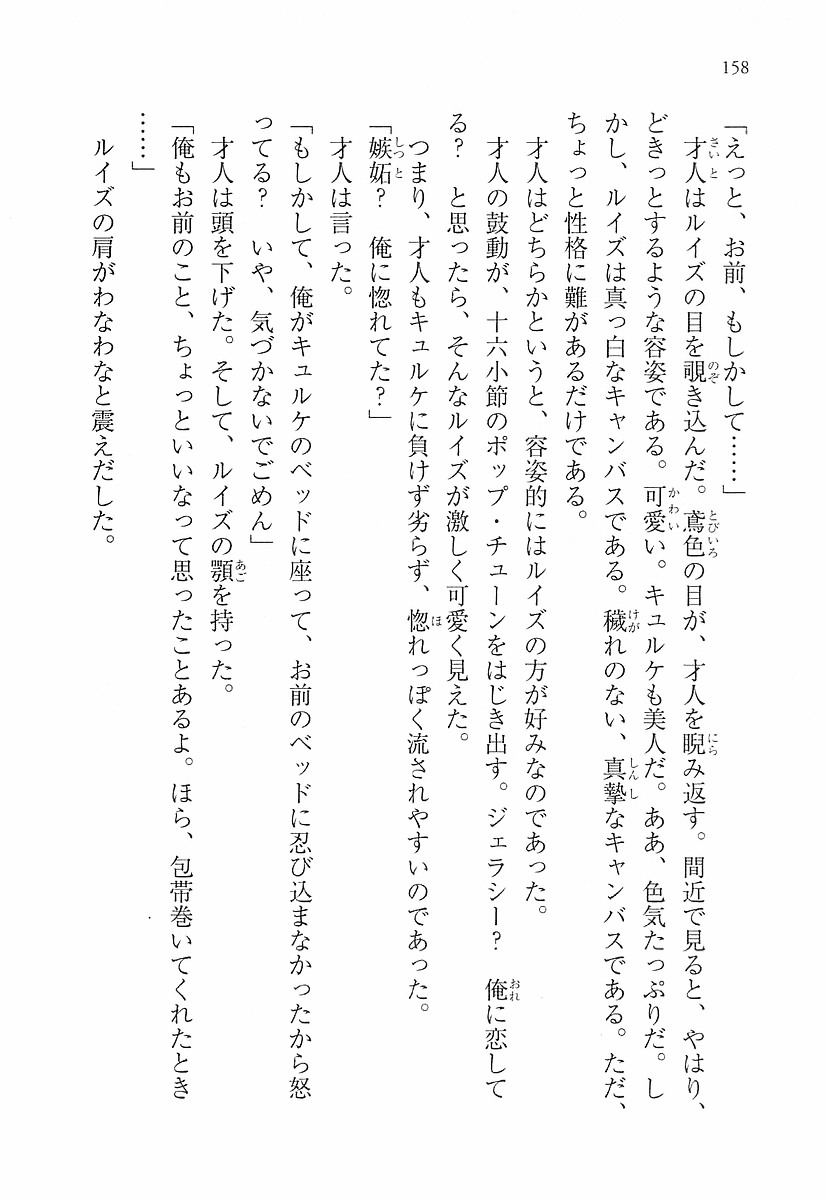 158
「えっと、お前、もしかして……」
才人はルイズの目を覗き込んだ。鳶色の目が、才人を睨み返す。間近で見ると、やはり、
どきっとするような容姿である。可愛い。キュルケも美人だ。ああ、色気たっぷりだ。し
かし、ルイズは真っ白なキャンバスである。穢れのない、真摯なキャンバスである。ただ、
ちょっと性格に難があるだけである。
才人はどちらかというと、容姿的にはルイズの方が好みなのであった。
才人の鼓動が、十六小節のポップ・チューンをはじき出す。ジェラシー？　俺に恋して
る？　と思ったら、そんなルイズが激しく可愛く見えた。
つまり、才人もキュルケに負けず劣らず、惚れっぽく流されやすいのであった。
「嫉妬？　俺に惚れてた？」
才人は言った。
「もしかして、俺がキュルケのベッドに座って、お前のベッドに忍び込まなかったから怒
ってる？　いや、気づかないでごめん」
才人は頭を下げた。そして、ルイズの顎を持った。
「俺もお前のこと、ちょっといいなって思ったことあるよ。ほら、包帯巻いてくれたとき
……」
ルイズの肩がわなわなと震えだした。